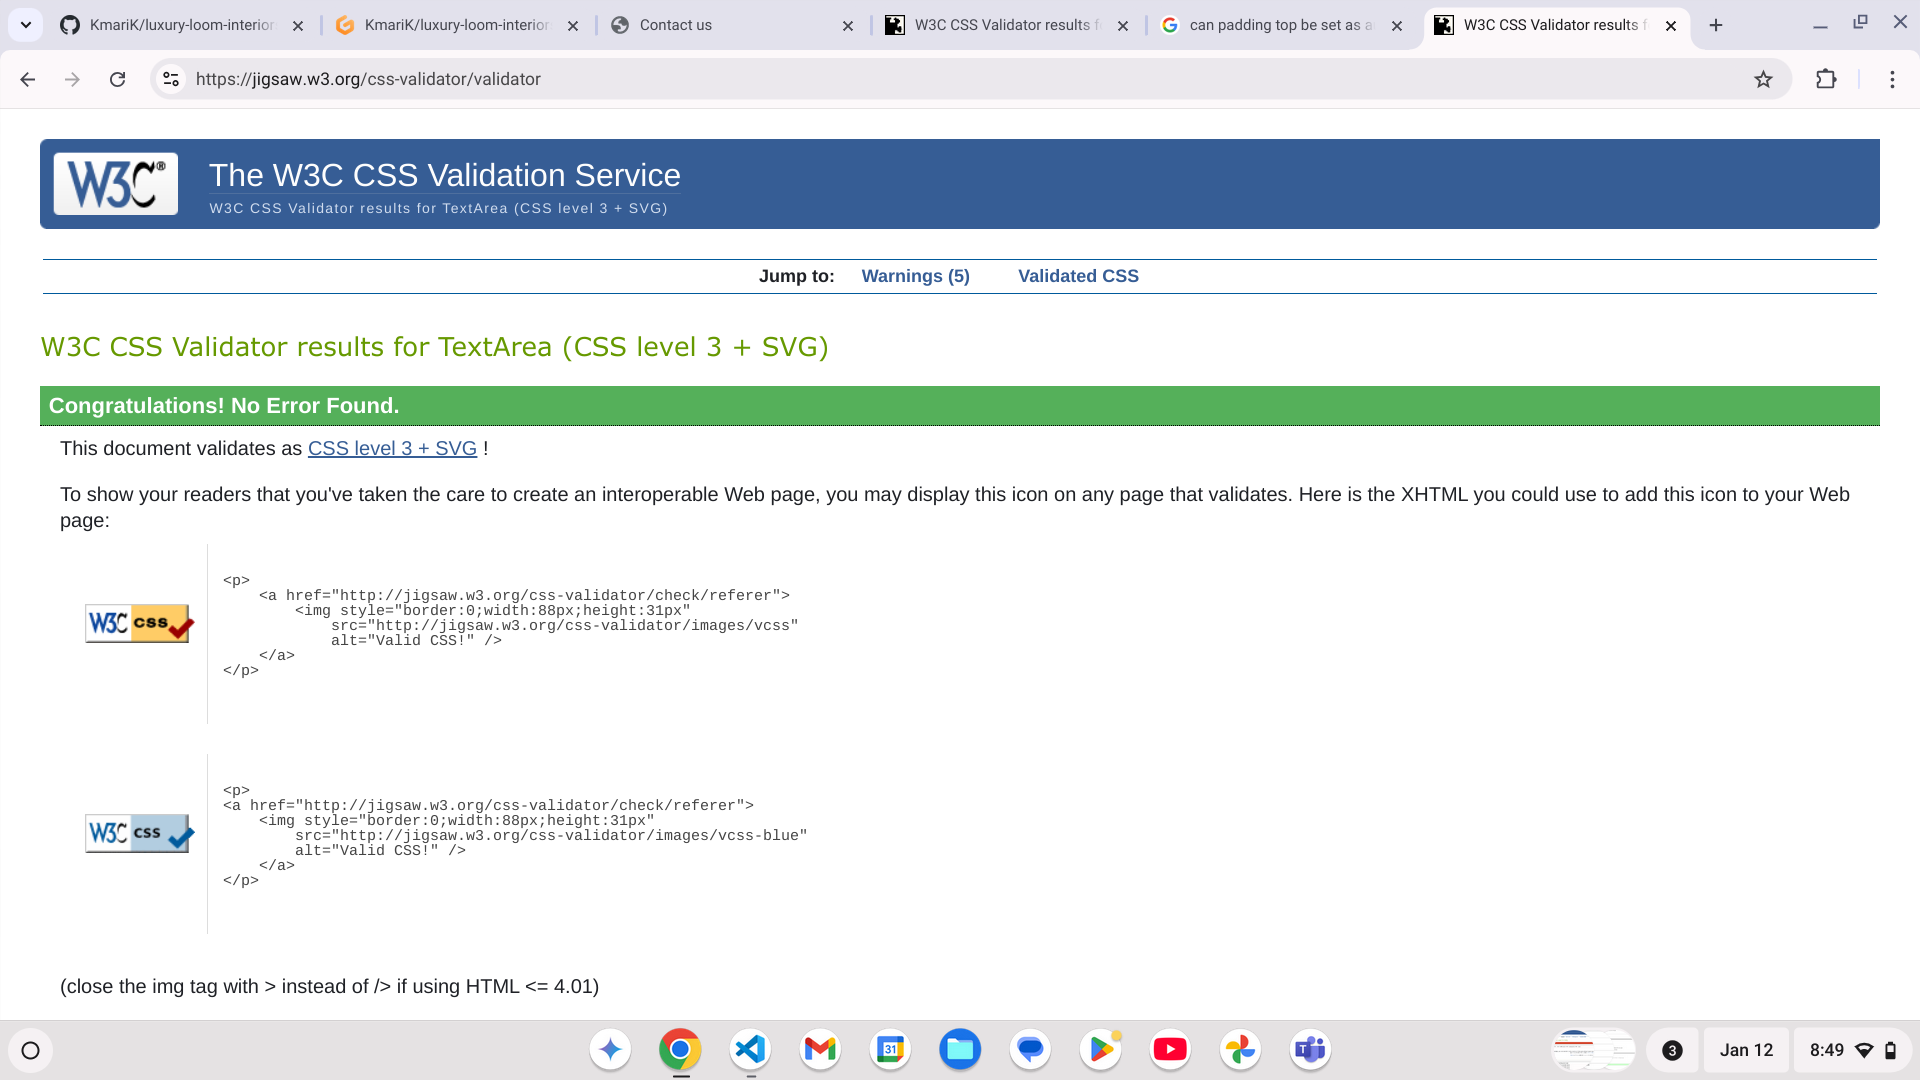 KmariK/luxury-loom-interior
KmariK/luxury-loom-interior
Contact us
W3C CSS Validator results f
can padding top be set as a
W3C CSS Validator results f
https://jigsaw.w3.org/css-validator/validator
W3C®
The W3C CSS Validation Service
W3C CSS Validator results for TextArea (CSS level 3 + SVG)
Jump to: Warnings (5) Validated CSS
W3C CSS Validator results for TextArea (CSS level 3 + SVG)
Congratulations! No Error Found.
This document validates as CSS level 3 + SVG !
To show your readers that you've taken the care to create an interoperable Web page, you may display this icon on any page that validates. Here is the XHTML you could use to add this icon to your Web
page:
W3C css
<p>
<a href="http://jigsaw.w3.org/css-validator/check/referer">
<img style="border:0;width:88px;height:31px"
src="http://jigsaw.w3.org/css-validator/images/vcss"
alt="Valid CSS!" />
</a>
</p>
W3C css
<p>
<a href="http://jigsaw.w3.org/css-validator/check/referer">
<img style="border:0;width:88px;height:31px"
src="http://jigsaw.w3.org/css-validator/images/vcss-blue"
alt="Valid CSS!" />
</a>
</p>
(close the img tag with > instead of /> if using HTML <= 4.01)
31
3
Jan 12
8:49